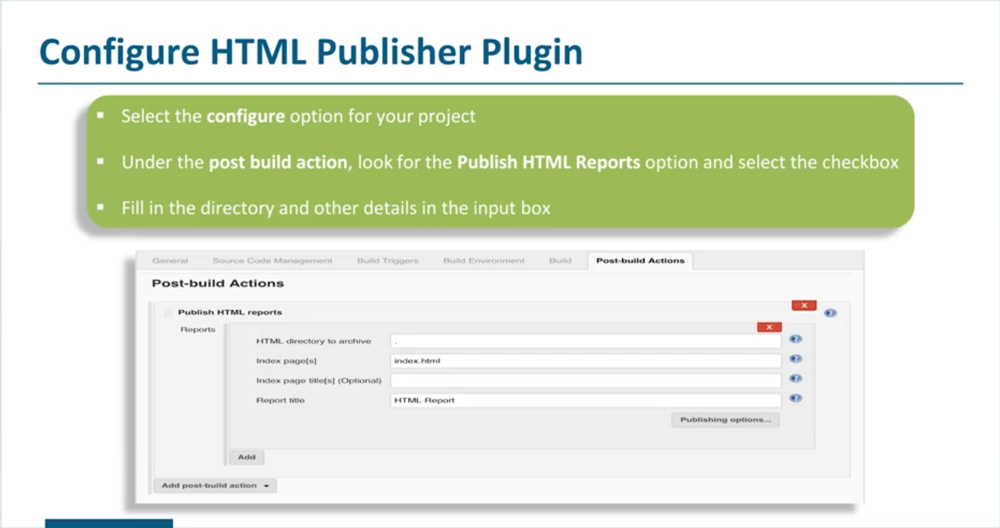 Configure HTML Publisher Plugin
▪ Select the configure option for your project
▪ Under the post build action, look for the Publish HTML Reports option and select the checkbox
▪ Fill in the directory and other details in the input box
General Source Code Management Build Triggers Build Environment Build Post-build Actions
Post-build Actions
X
Publish HTML reports
Reports
X
HTML directory to archive .
Index page[s] index.html
Index page title[s] (Optional)
Report title HTML Report
Publishing options...
Add
Add post-build action